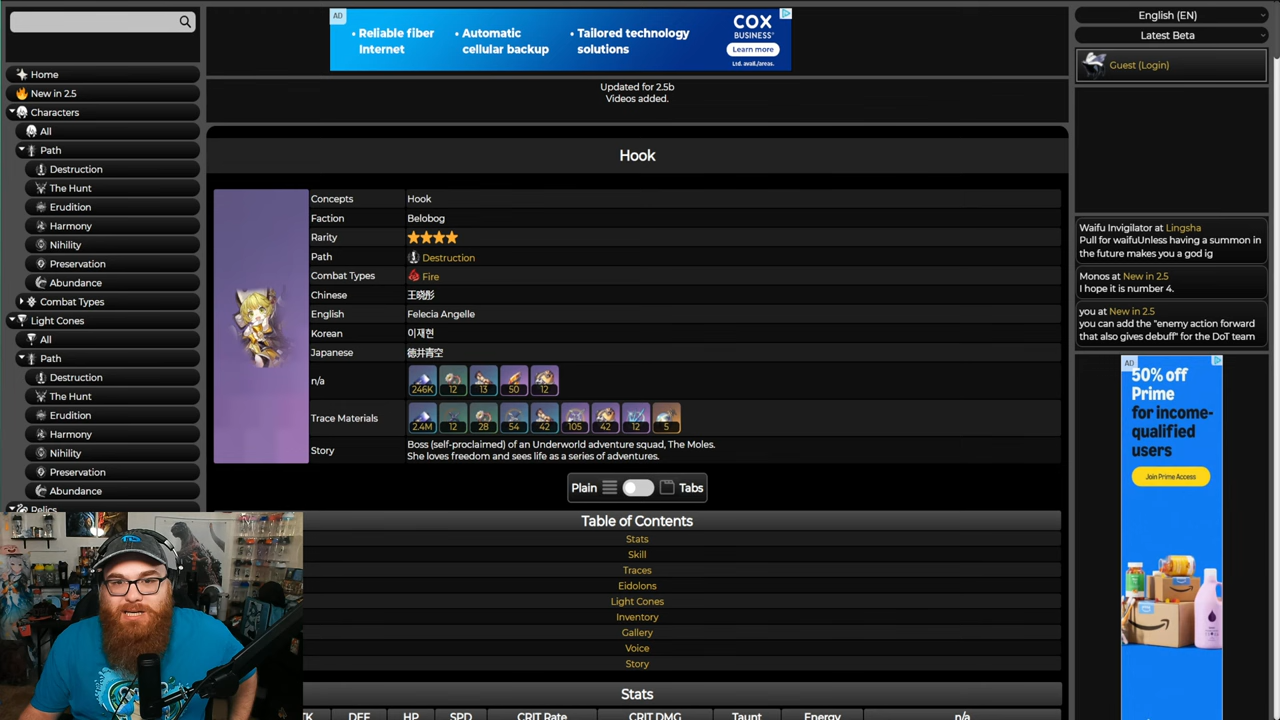 Home
New in 2.5
Characters
All
Path
Destruction
The Hunt
Erudition
Harmony
Nihility
Preservation
Abundance
Combat Types
Light Cones
All
Path
Destruction
The Hunt
Erudition
Harmony
Nihility
Preservation
Abundance
Relics
AD
• Reliable fiber Internet
• Automatic cellular backup
• Tailored technology solutions
COX
BUSINESS
Learn more
Ltd. avail./areas.
Updated for 2.5b
Videos added.
Hook
Concepts Hook
Faction Belobog
Rarity
Path Destruction
Combat Types Fire
Chinese 王晓彤
English Felecia Angelle
Korean 이재현
Japanese 徳井青空
n/a 246K 12 13 50 12
Trace Materials 2.4M 12 28 54 42 105 42 12 5
Story Boss (self-proclaimed) of an Underworld adventure squad, The Moles.
She loves freedom and sees life as a series of adventures.
Plain Tabs
Table of Contents
Stats
Skill
Traces
Eidolons
Light Cones
Inventory
Gallery
Voice
Story
Stats
TK DEF HP SPD CRIT Rate CRIT DMG Taunt Energy n/a
English (EN)
Latest Beta
Guest (Login)
Waifu Invigilator at Lingsha
Pull for waifuUnless having a summon in
the future makes you a god ig
Monos at New in 2.5
I hope it is number 4.
you at New in 2.5
you can add the "enemy action forward
that also gives debuff" for the DoT team
AD
50% off
Prime
for income-
qualified
users
Join Prime Access